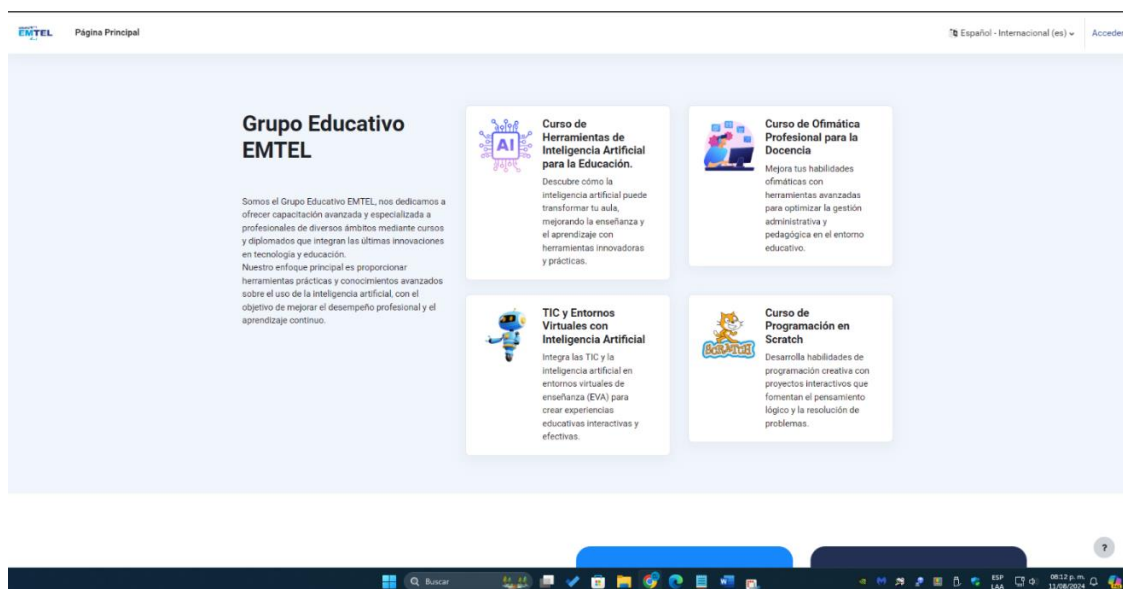 EMTEL
Página Principal
Español - Internacional (es)
Acceder
Grupo Educativo
EMTEL
Somos el Grupo Educativo EMTEL, nos dedicamos a
ofrecer capacitación avanzada y especializada a
profesionales de diversos ámbitos mediante cursos
y diplomados que integran las últimas innovaciones
en tecnología y educación.
Nuestro enfoque principal es proporcionar
herramientas prácticas y conocimientos avanzados
sobre el uso de la inteligencia artificial, con el
objetivo de mejorar el desempeño profesional y el
aprendizaje continuo.
AI
Curso de
Herramientas de
Inteligencia Artificial
para la Educación.
Descubre cómo la
inteligencia artificial puede
transformar tu aula,
mejorando la enseñanza y
el aprendizaje con
herramientas innovadoras
y prácticas.
Curso de Ofimática
Profesional para la
Docencia
Mejora tus habilidades
ofimáticas con
herramientas avanzadas
para optimizar la gestión
administrativa y
pedagógica en el entorno
educativo.
TIC y Entornos
Virtuales con
Inteligencia Artificial
Integra las TIC y la
inteligencia artificial en
entornos virtuales de
enseñanza (EVA) para
crear experiencias
educativas interactivas y
efectivas.
SCRATCH
Curso de
Programación en
Scratch
Desarrolla habilidades de
programación creativa con
proyectos interactivos que
fomentan el pensamiento
lógico y la resolución de
problemas.
?
Buscar
ESP
LAA
08:12 p. m.
11/08/2024